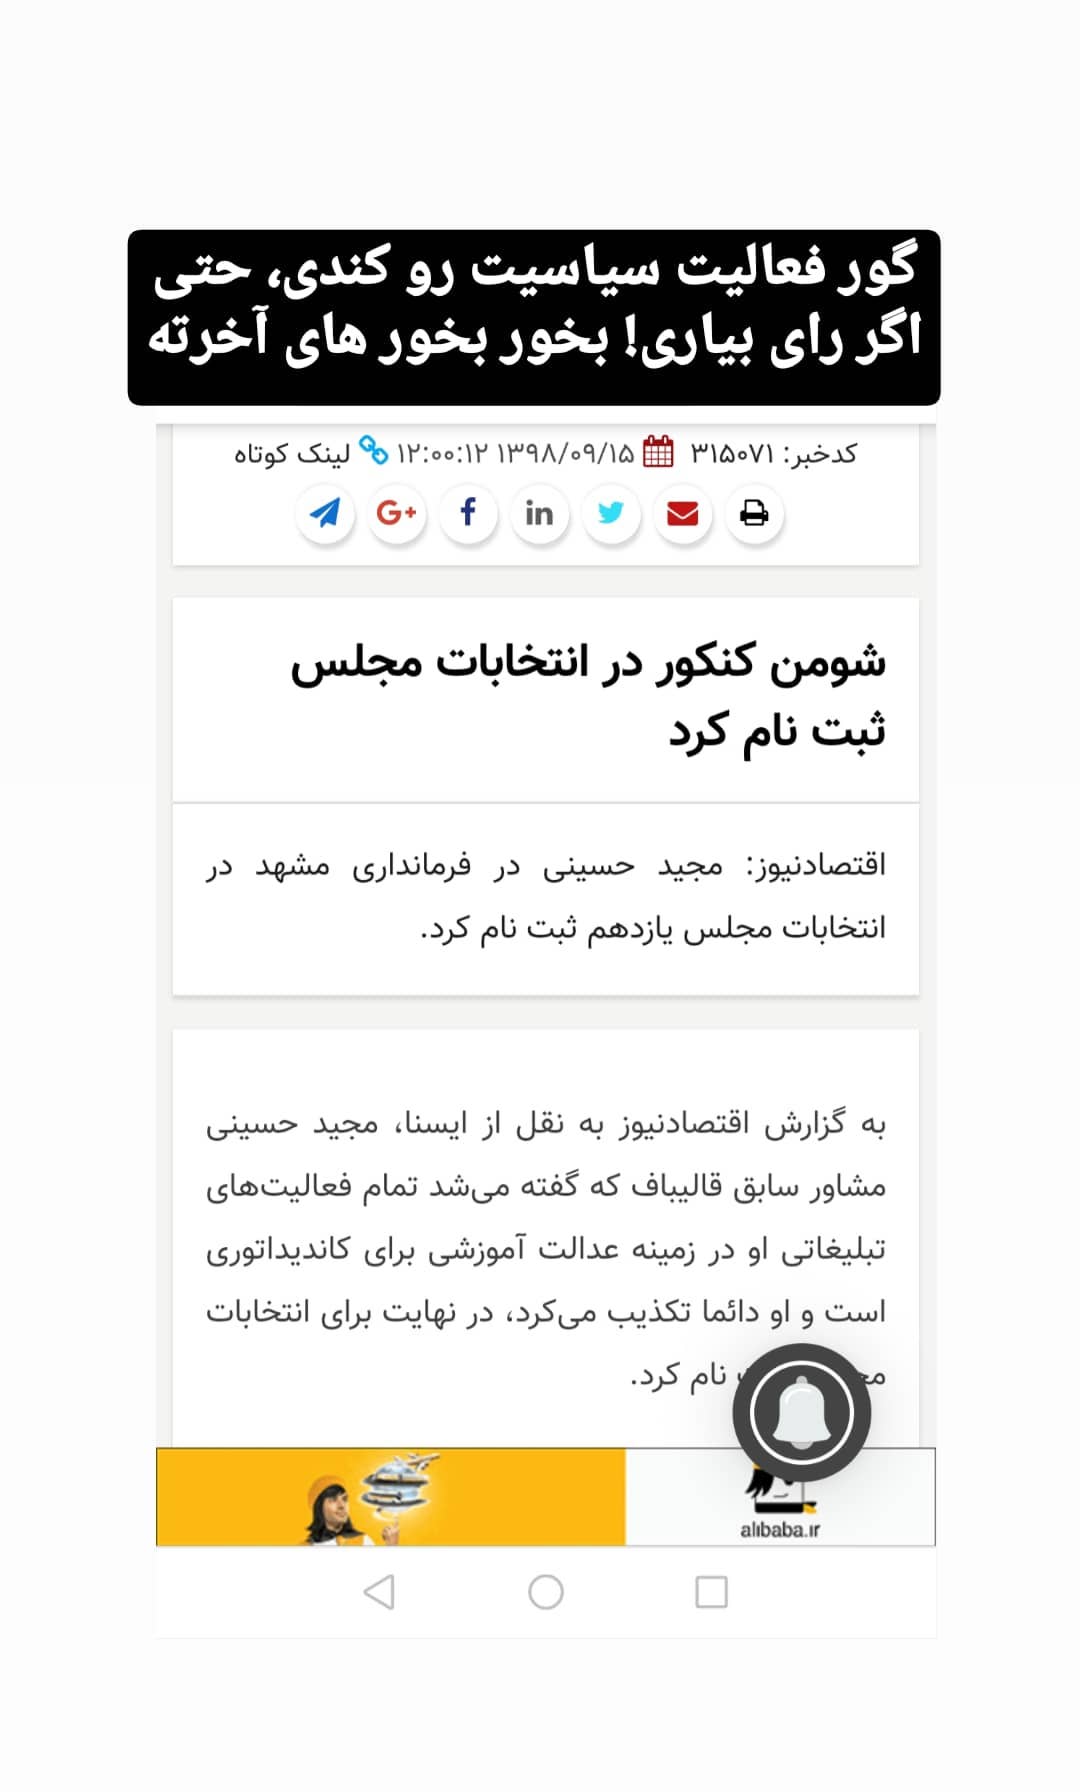 گور فعالیت سیاسیت رو کندی، حتی
اگر رای بیاری! بخور بخور های آخرته
کدخبر: ۳۱۵۰۷۱ ۱۳۹۸/۰۹/۱۵ ۱۲:۰۰:۱۲ لینک کوتاه
G+ f in
شومن کنکور در انتخابات مجلس
ثبت نام کرد
اقتصادنیوز: مجید حسینی در فرمانداری مشهد در
انتخابات مجلس یازدهم ثبت نام کرد.
به گزارش اقتصادنیوز به نقل از ایسنا، مجید حسینی
مشاور سابق قالیباف که گفته می‌شد تمام فعالیت‌های
تبلیغاتی او در زمینه عدالت آموزشی برای کاندیداتوری
است و او دائما تکذیب می‌کرد، در نهایت برای انتخابات
نام کرد.
alibaba.ir